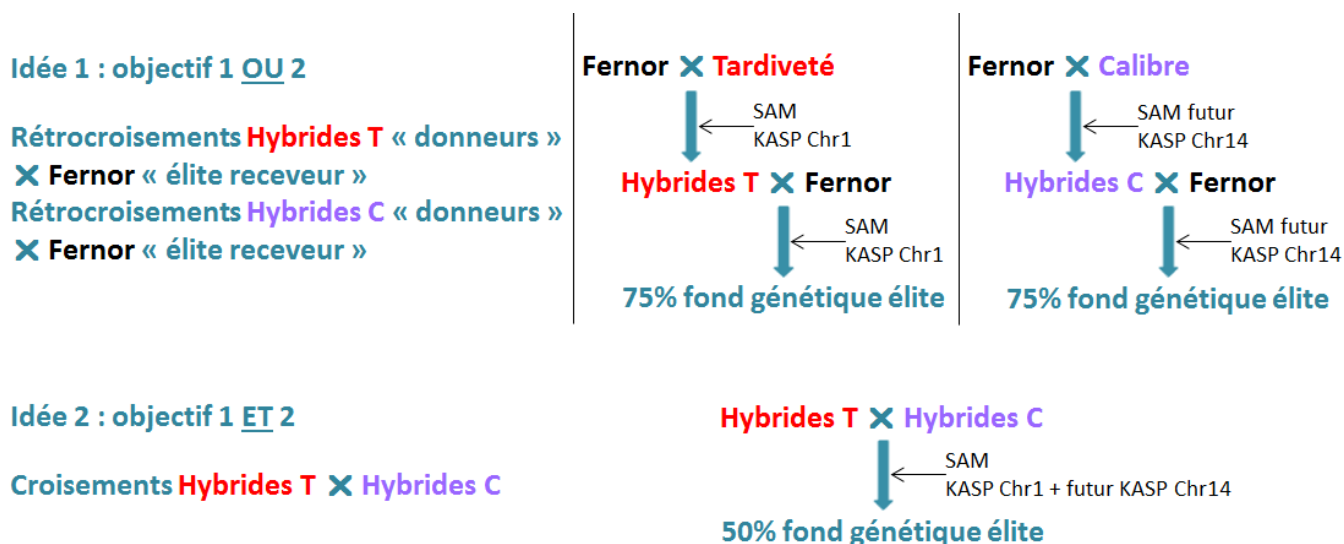 Idée 1 : objectif 1 OU 2
Rétrocroisements Hybrides T « donneurs »
✕ Fernor « élite receveur »
Rétrocroisements Hybrides C « donneurs »
✕ Fernor « élite receveur »
Fernor ✕ Tardiveté
SAM
KASP Chr1
Hybrides T ✕ Fernor
SAM
KASP Chr1
75% fond génétique élite
Fernor ✕ Calibre
SAM futur
KASP Chr14
Hybrides C ✕ Fernor
SAM futur
KASP Chr14
75% fond génétique élite
Idée 2 : objectif 1 ET 2
Croisements Hybrides T ✕ Hybrides C
Hybrides T ✕ Hybrides C
SAM
KASP Chr1 + futur KASP Chr14
50% fond génétique élite